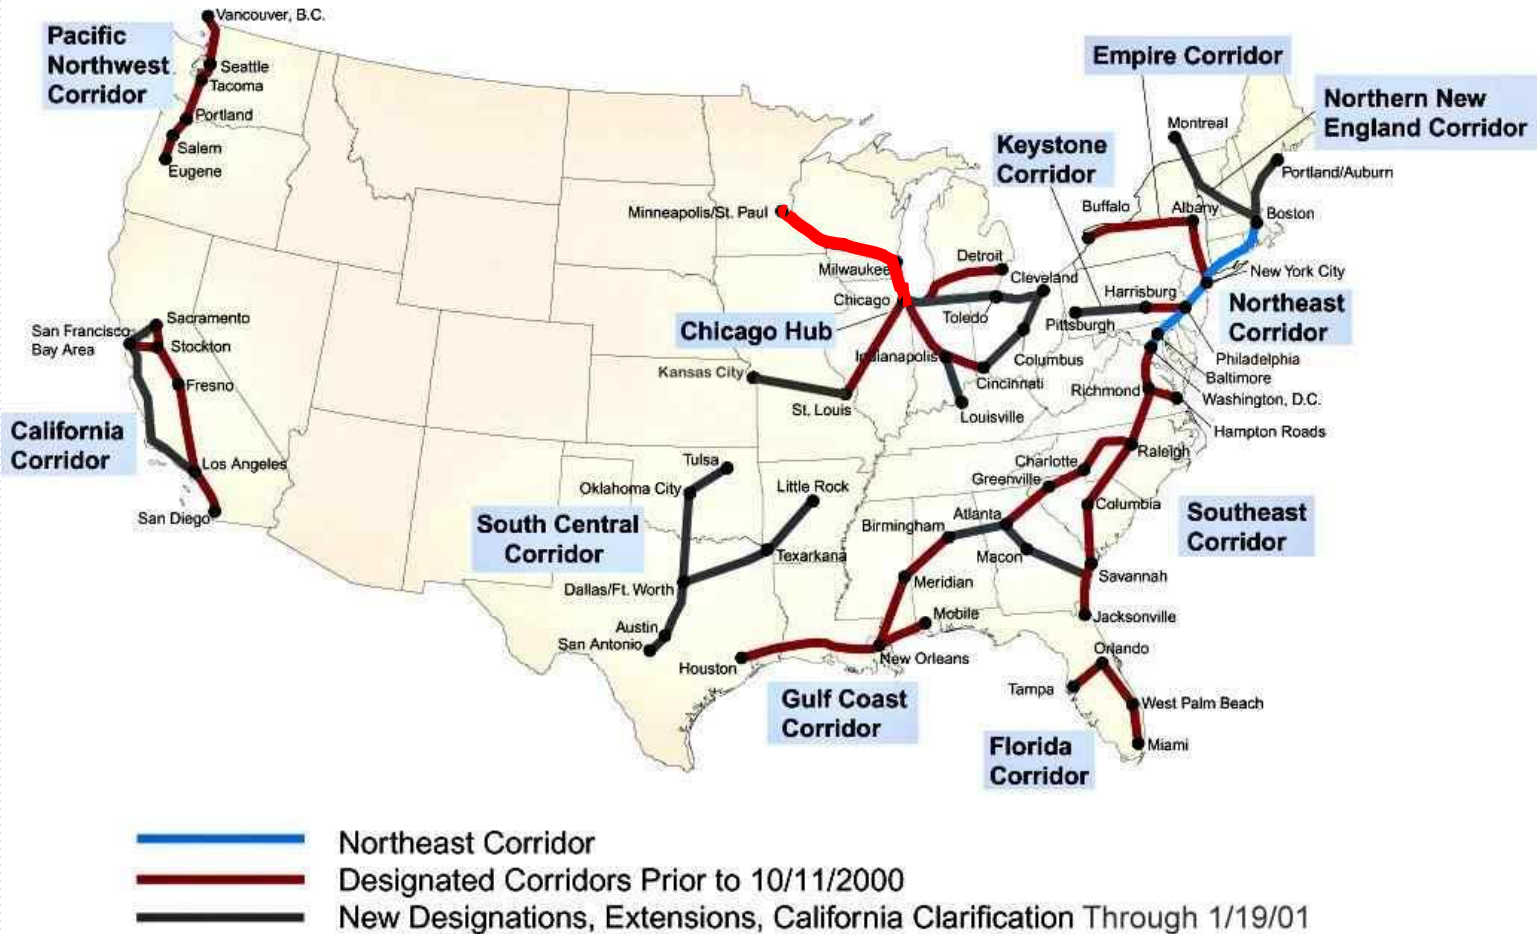 Vancouver, B.C.
Pacific
Northwest
Corridor
Seattle
Tacoma
Portland
Salem
Eugene
Empire Corridor
Northern New
England Corridor
Keystone
Corridor
Montreal
Portland/Auburn
Buffalo
Albany
Boston
Minneapolis/St. Paul
Milwaukee
Chicago
Detroit
Cleveland
Toledo
New York City
Harrisburg
Pittsburgh
Northeast
Corridor
Chicago Hub
Philadelphia
Baltimore
Washington, D.C.
Indianapolis
Columbus
Cincinnati
Louisville
Kansas City
St. Louis
Richmond
Hampton Roads
Sacramento
San Francisco
Bay Area
Stockton
Fresno
California
Corridor
Los Angeles
San Diego
Tulsa
Oklahoma City
Little Rock
South Central
Corridor
Texarkana
Dallas/Ft. Worth
Austin
San Antonio
Houston
Raleigh
Charlotte
Greenville
Columbia
Atlanta
Birmingham
Macon
Southeast
Corridor
Savannah
Meridian
Mobile
Jacksonville
New Orleans
Gulf Coast
Corridor
Orlando
Tampa
West Palm Beach
Miami
Florida
Corridor
Northeast Corridor
Designated Corridors Prior to 10/11/2000
New Designations, Extensions, California Clarification Through 1/19/01